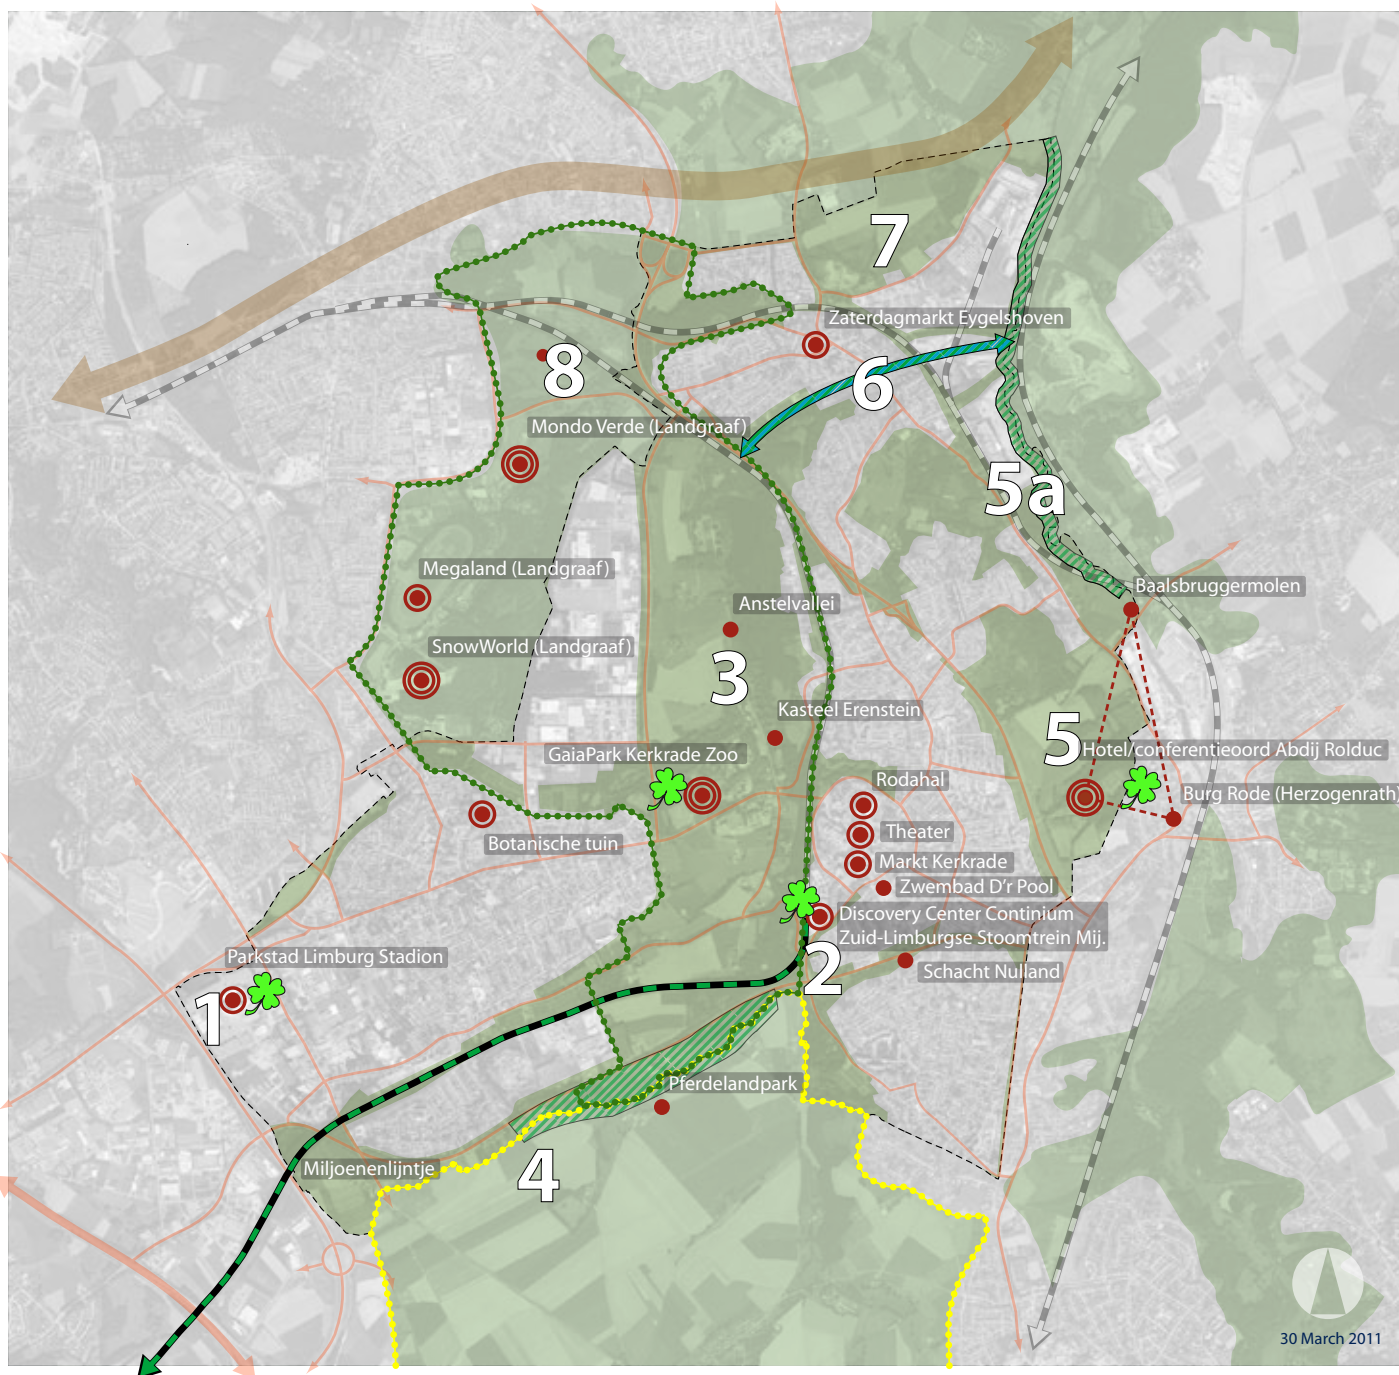 7
Zaterdagmarkt Eygelshoven
8
6
Mondo Verde (Landgraaf)
5a
Megaland (Landgraaf)
Baalsbruggermolen
Anstelvallei
SnowWorld (Landgraaf)
3
Kasteel Erenstein
5
Hotel/conferentieoord Abdij Rolduc
GaiaPark Kerkrade Zoo
Rodahal
Burg Rode (Herzogenrath)
Theater
Botanische tuin
Markt Kerkrade
Zwembad D'r Pool
Discovery Center Continium
Zuid-Limburgse Stoomtrein Mij.
Parkstad Limburg Stadion
2
Schacht Nulland
1
Pferdelandpark
Miljoenenlijntje
4
30 March 2011